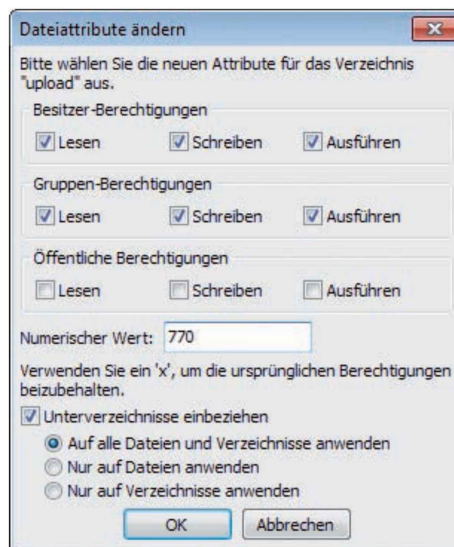 Dateiattribute ändern
Bitte wählen Sie die neuen Attribute für das Verzeichnis
"upload" aus.
Besitzer-Berechtigungen
Lesen Schreiben Ausführen
Gruppen-Berechtigungen
Lesen Schreiben Ausführen
Öffentliche Berechtigungen
Lesen Schreiben Ausführen
Numerischer Wert: 770
Verwenden Sie ein 'x', um die ursprünglichen Berechtigungen
beizubehalten.
Unterverzeichnisse einbeziehen
Auf alle Dateien und Verzeichnisse anwenden
Nur auf Dateien anwenden
Nur auf Verzeichnisse anwenden
OK Abbrechen